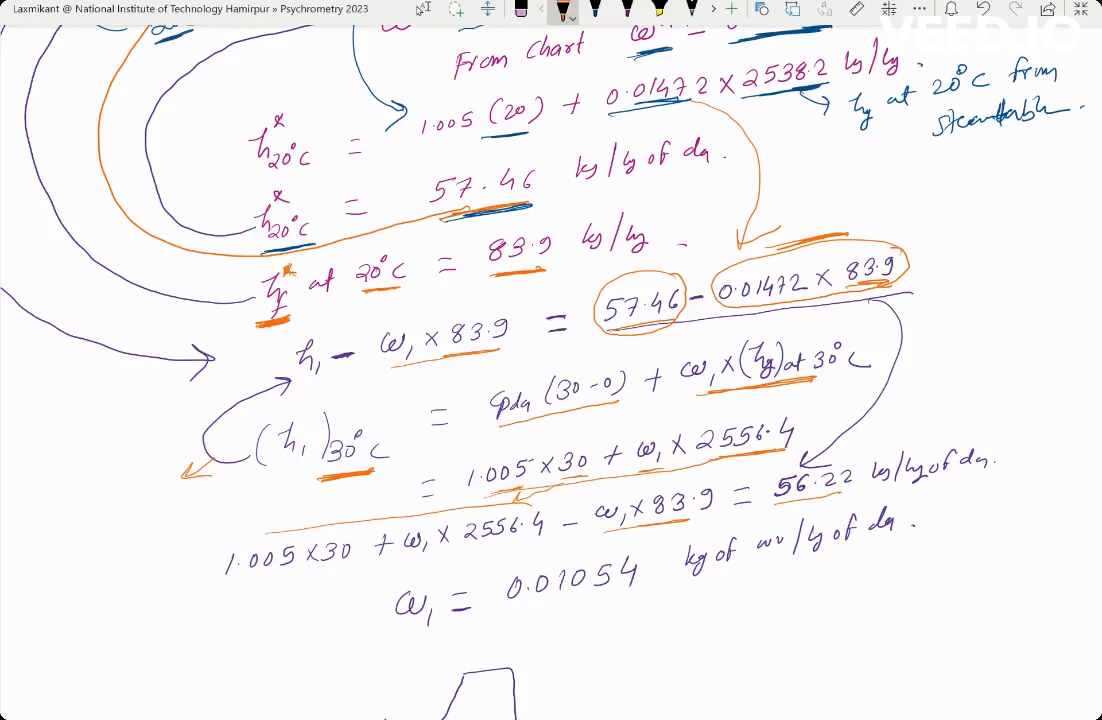 Laxmikant @ National Institute of Technology Hamirpur » Psychrometry 2023
VEED.IO
From Chart ω =
h*20°C = 1.005 (20) + 0.01472 × 2538.2 kJ/kg.
hg at 20°C from
steamtable.
h*20°C = 57.46 kJ/kg of da.
hf* at 20°C = 83.9 kJ/kg.
h1 - ω1 × 83.9 = 57.46 - 0.01472 × 83.9
(h1)30°C = Cpda (30-0) + ω1 × (hg) at 30°C
= 1.005 × 30 + ω1 × 2556.4
1.005 × 30 + ω1 × 2556.4 - ω1 × 83.9 = 56.22 kJ/kg of da.
ω1 = 0.01054 kg of wv/kg of da.